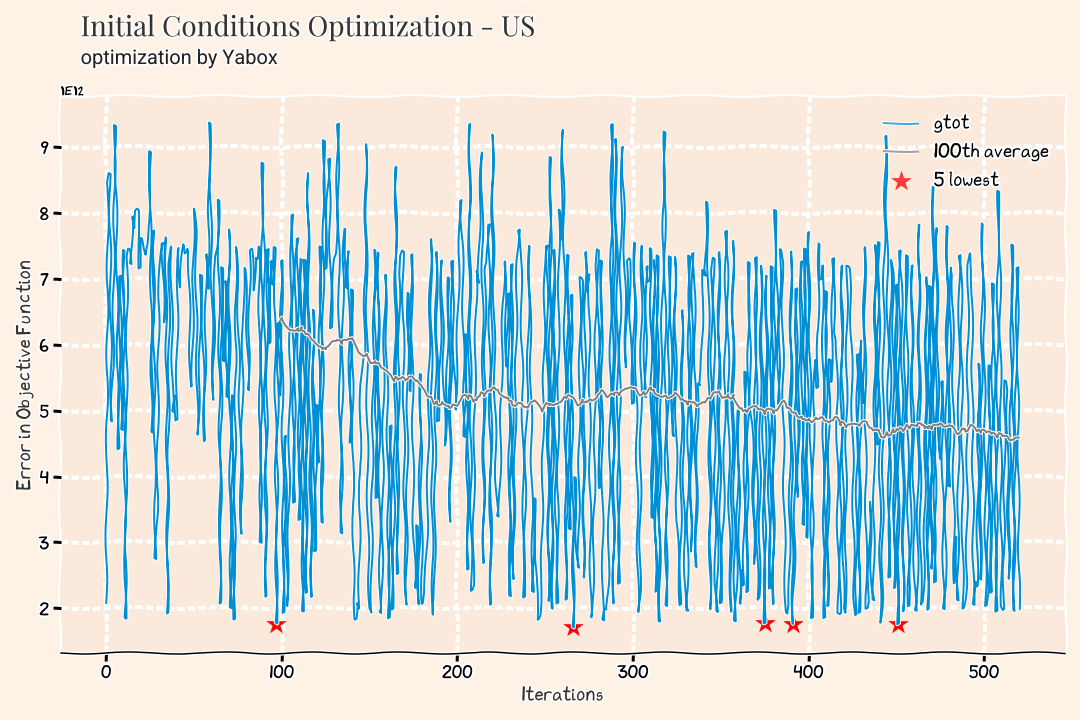 Initial Conditions Optimization - US
optimization by Yabox
1E12
gtot
100th average
5 lowest
9
8
7
6
5
4
3
2
Error in Objective Function
0 100 200 300 400 500
Iterations